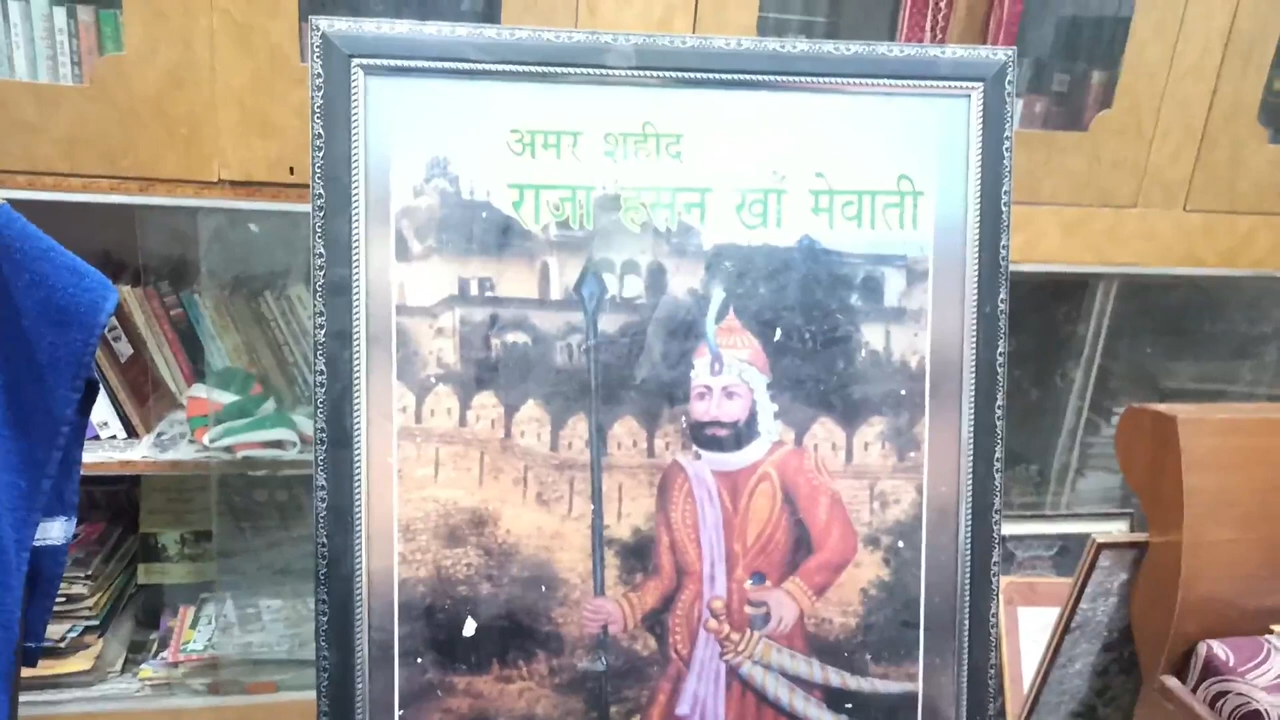 अमर शहीद
राजा हसन खाँ मेवाती